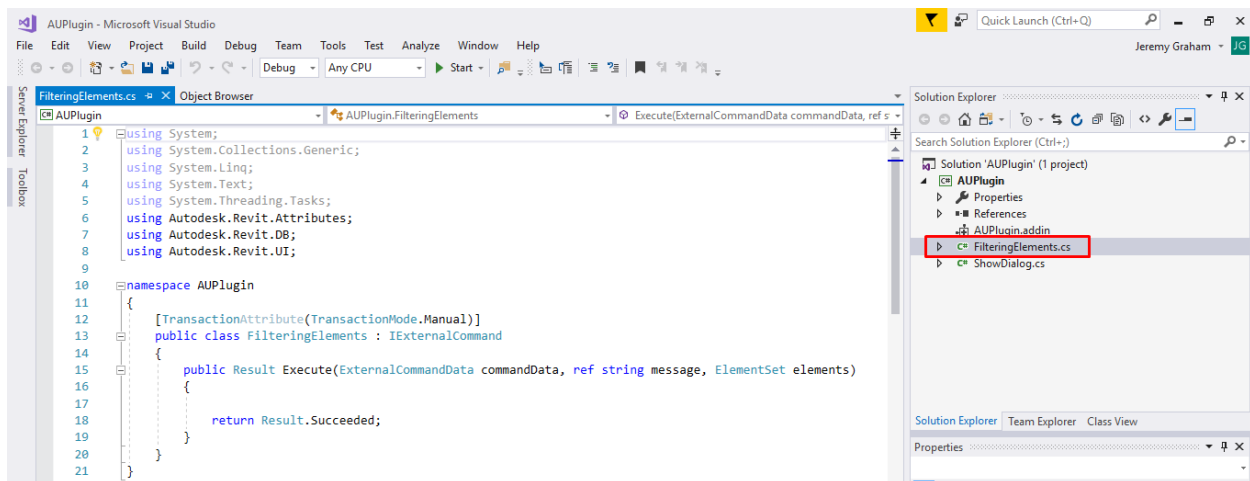 AUPlugin - Microsoft Visual Studio
Quick Launch (Ctrl+Q)
File Edit View Project Build Debug Team Tools Test Analyze Window Help
Jeremy Graham JG
Debug Any CPU Start
Server Explorer
Toolbox
FilteringElements.cs Object Browser
C# AUPlugin AUPlugin.FilteringElements Execute(ExternalCommandData commandData, ref s
1 using System;
2 using System.Collections.Generic;
3 using System.Linq;
4 using System.Text;
5 using System.Threading.Tasks;
6 using Autodesk.Revit.Attributes;
7 using Autodesk.Revit.DB;
8 using Autodesk.Revit.UI;
9
10 namespace AUPlugin
11 {
12 [TransactionAttribute(TransactionMode.Manual)]
13 public class FilteringElements : IExternalCommand
14 {
15 public Result Execute(ExternalCommandData commandData, ref string message, ElementSet elements)
16 {
17
18 return Result.Succeeded;
19 }
20 }
21 }
Solution Explorer
Search Solution Explorer (Ctrl+;)
Solution 'AUPlugin' (1 project)
C# AUPlugin
Properties
References
AUPlugin.addin
C# FilteringElements.cs
C# ShowDialog.cs
Solution Explorer Team Explorer Class View
Properties